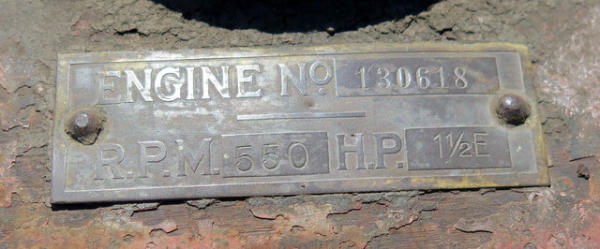 ENGINE NO. 130618
R.P.M. 550 H.P. 1½E